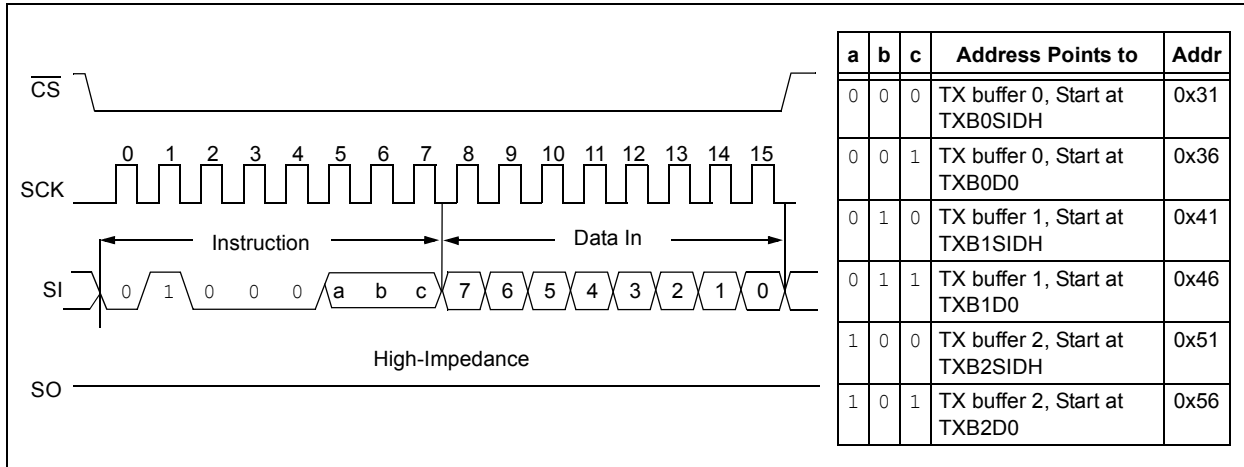 CS
0 1 2 3 4 5 6 7 8 9 10 11 12 13 14 15
SCK
Instruction Data In
SI 0 1 0 0 0 a b c 7 6 5 4 3 2 1 0
High-Impedance
SO
a b c Address Points to Addr
0 0 0 TX buffer 0, Start at 0x31
TXB0SIDH
0 0 1 TX buffer 0, Start at 0x36
TXB0D0
0 1 0 TX buffer 1, Start at 0x41
TXB1SIDH
0 1 1 TX buffer 1, Start at 0x46
TXB1D0
1 0 0 TX buffer 2, Start at 0x51
TXB2SIDH
1 0 1 TX buffer 2, Start at 0x56
TXB2D0